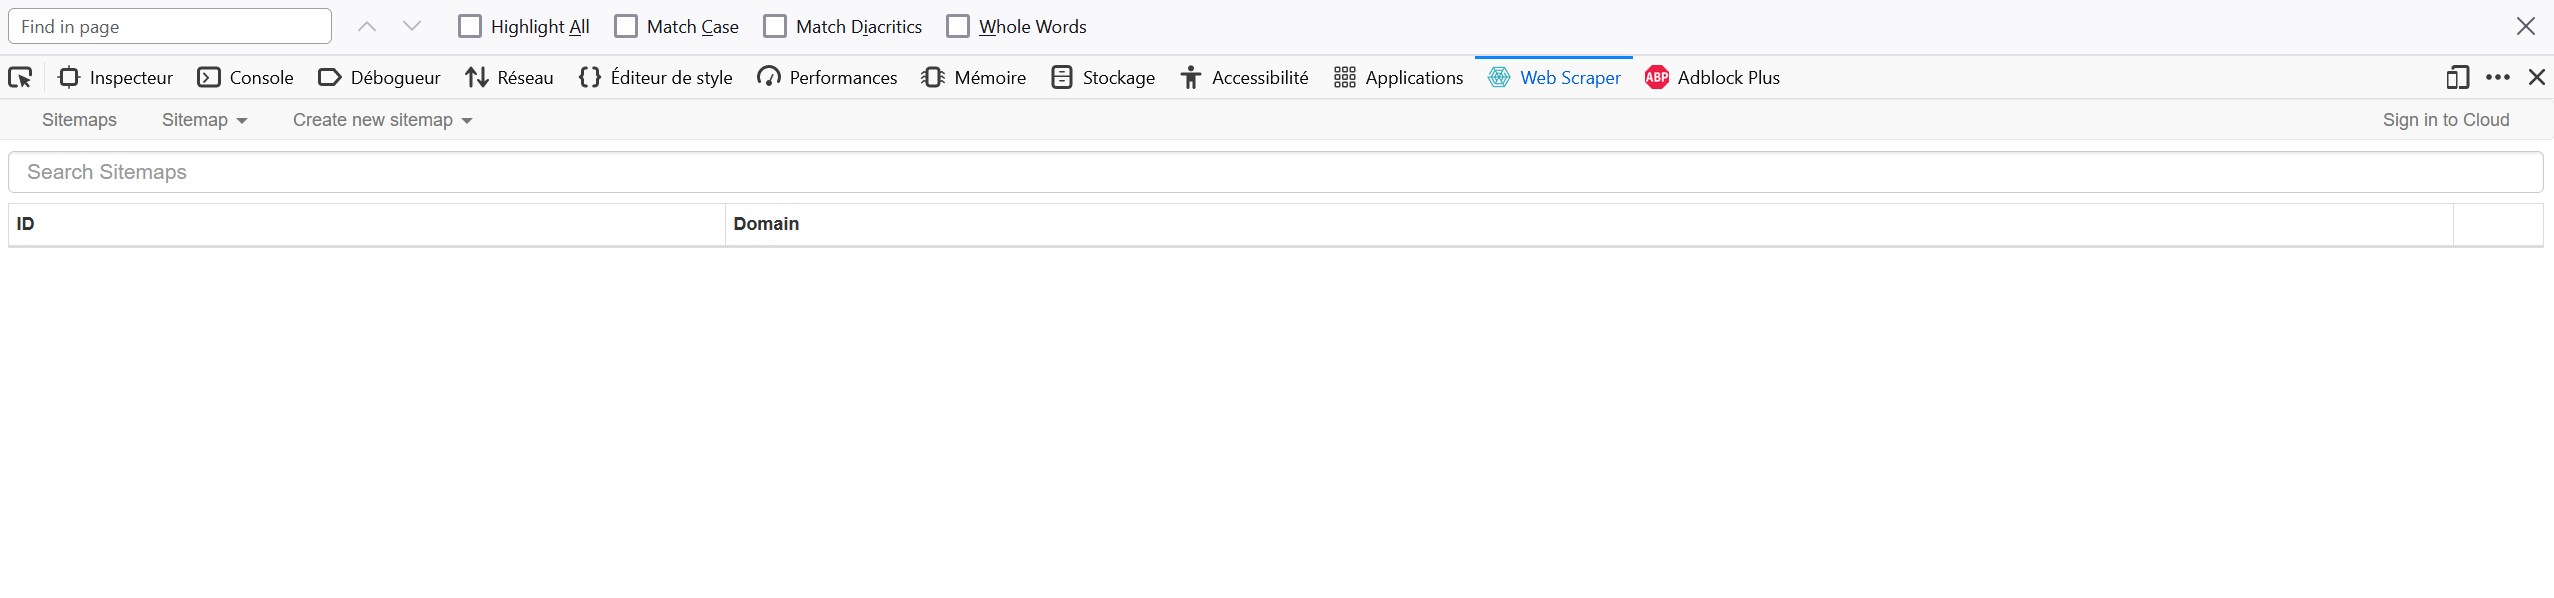 Find in page Highlight All Match Case Match Diacritics Whole Words
Inspecteur Console Débogueur Réseau Éditeur de style Performances Mémoire Stockage Accessibilité Applications Web Scraper ABP Adblock Plus
Sitemaps Sitemap Create new sitemap Sign in to Cloud
Search Sitemaps
ID Domain